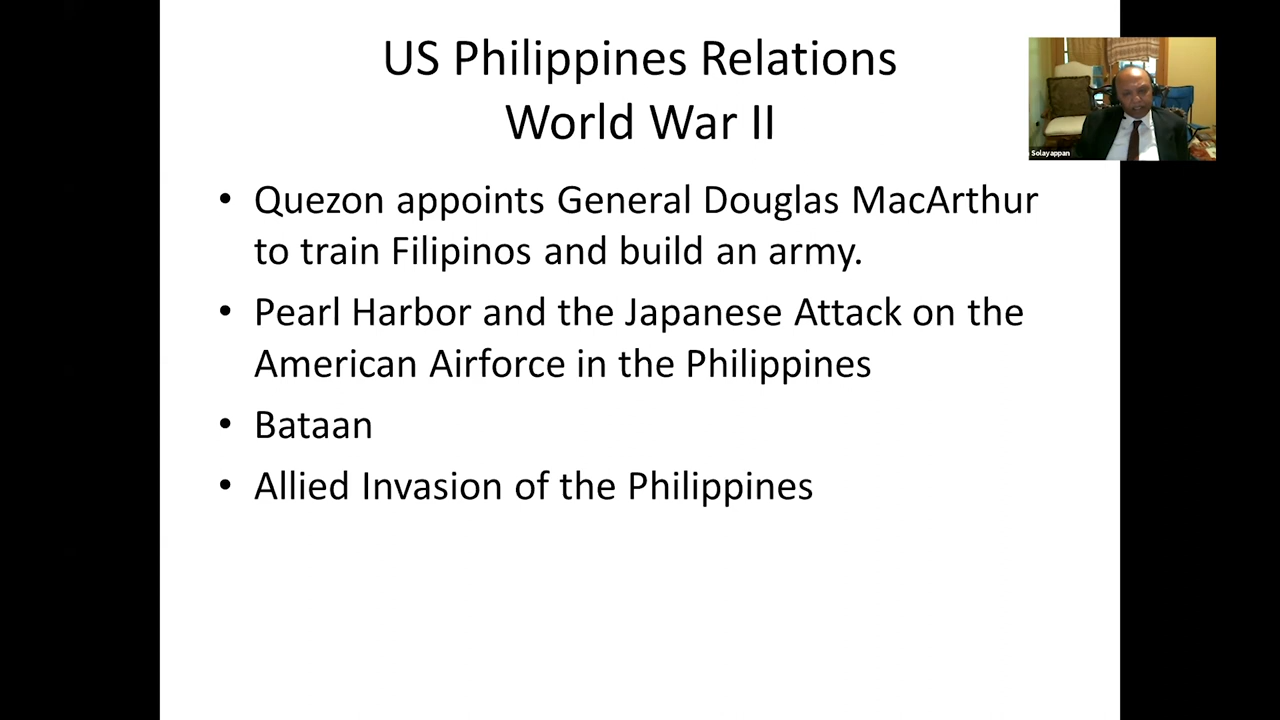 US Philippines Relations
World War II
Solayappan
• Quezon appoints General Douglas MacArthur
to train Filipinos and build an army.
• Pearl Harbor and the Japanese Attack on the
American Airforce in the Philippines
• Bataan
• Allied Invasion of the Philippines